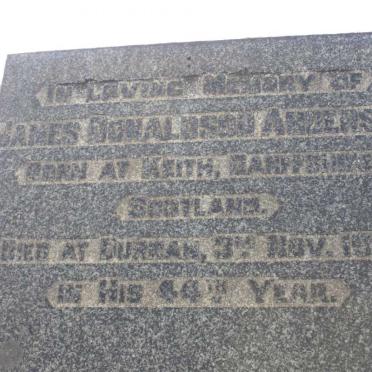 In Loving Memory of
James Donaldson Anders
Born at Keith, Banffshire
Scotland.
Died at Durban, 3rd Nov. 19
in His 44th Year.